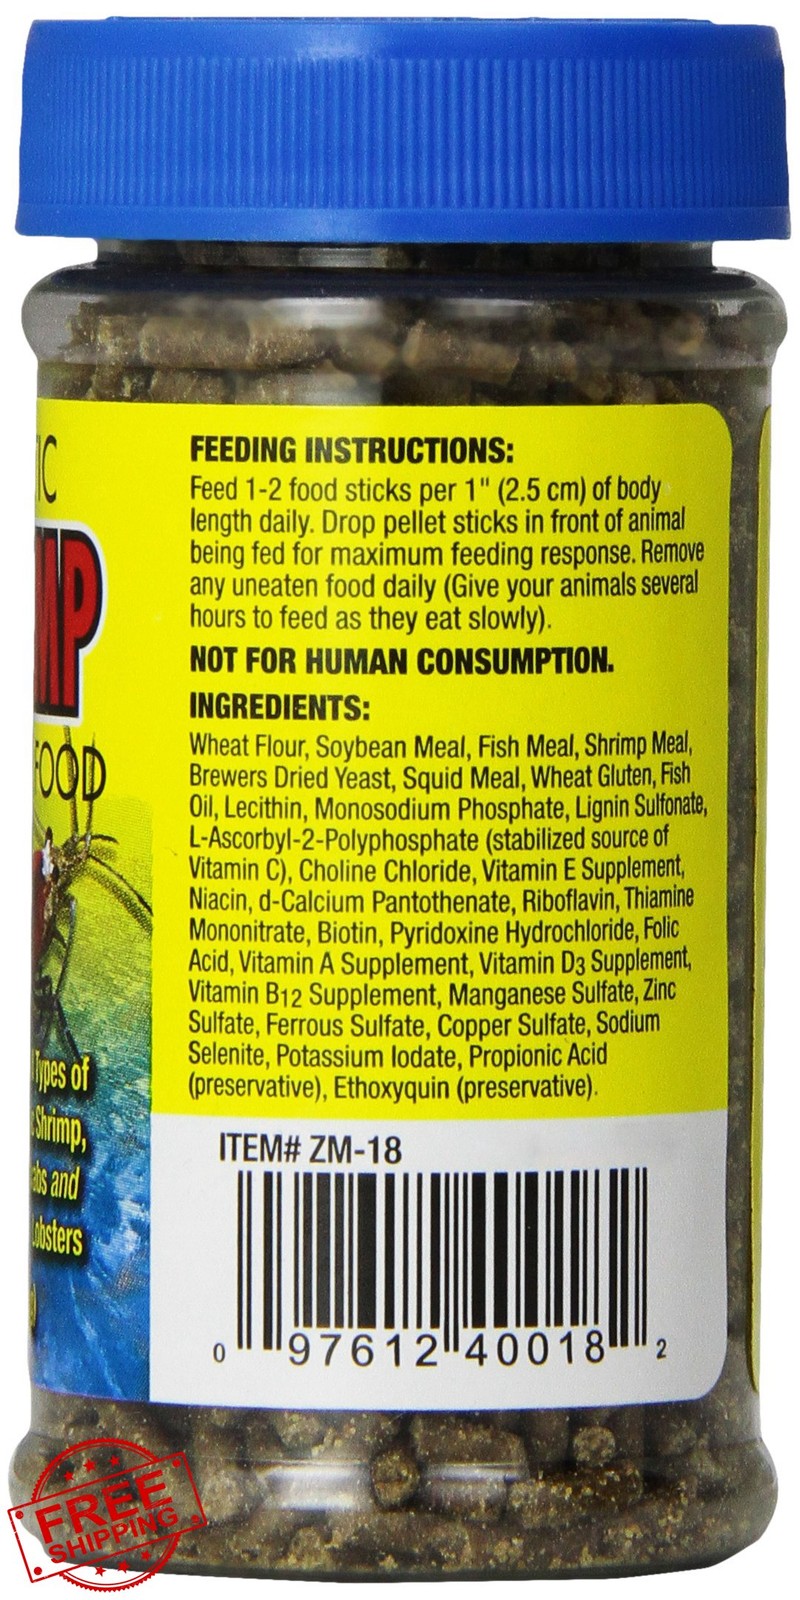 FOOD
Types of
Shrimp,
and
Lobsters
FEEDING INSTRUCTIONS:
Feed 1-2 food sticks per 1" (2.5 cm) of body
length daily. Drop pellet sticks in front of animal
being fed for maximum feeding response. Remove
any uneaten food daily (Give your animals several
hours to feed as they eat slowly).
NOT FOR HUMAN CONSUMPTION.
INGREDIENTS:
Wheat Flour, Soybean Meal, Fish Meal, Shrimp Meal,
Brewers Dried Yeast, Squid Meal, Wheat Gluten, Fish
Oil, Lecithin, Monosodium Phosphate, Lignin Sulfonate,
L-Ascorbyl-2-Polyphosphate (stabilized source of
Vitamin C), Choline Chloride, Vitamin E Supplement,
Niacin, d-Calcium Pantothenate, Riboflavin, Thiamine
Mononitrate, Biotin, Pyridoxine Hydrochloride, Folic
Acid, Vitamin A Supplement, Vitamin D3 Supplement,
Vitamin B12 Supplement, Manganese Sulfate, Zinc
Sulfate, Ferrous Sulfate, Copper Sulfate, Sodium
Selenite, Potassium Iodate, Propionic Acid
(preservative), Ethoxyquin (preservative).
ITEM# ZM-18
0 97612 40018 2
FREE
SHIPPING